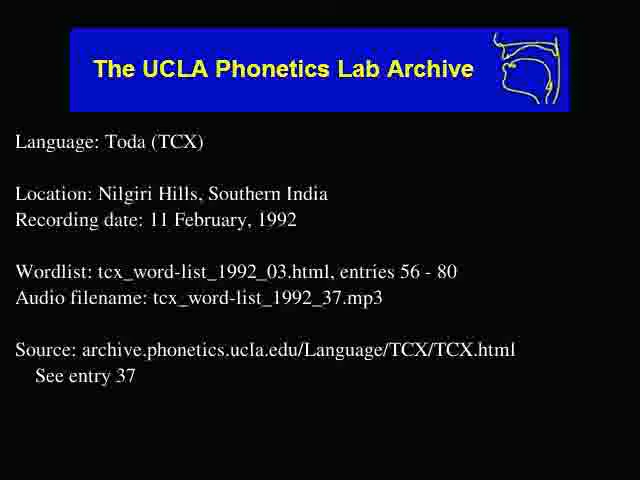 The UCLA Phonetics Lab Archive
Language: Toda (TCX)
Location: Nilgiri Hills, Southern India
Recording date: 11 February, 1992
Wordlist: tcx_word-list_1992_03.html, entries 56 - 80
Audio filename: tcx_word-list_1992_37.mp3
Source: archive.phonetics.ucla.edu/Language/TCX/TCX.html
See entry 37